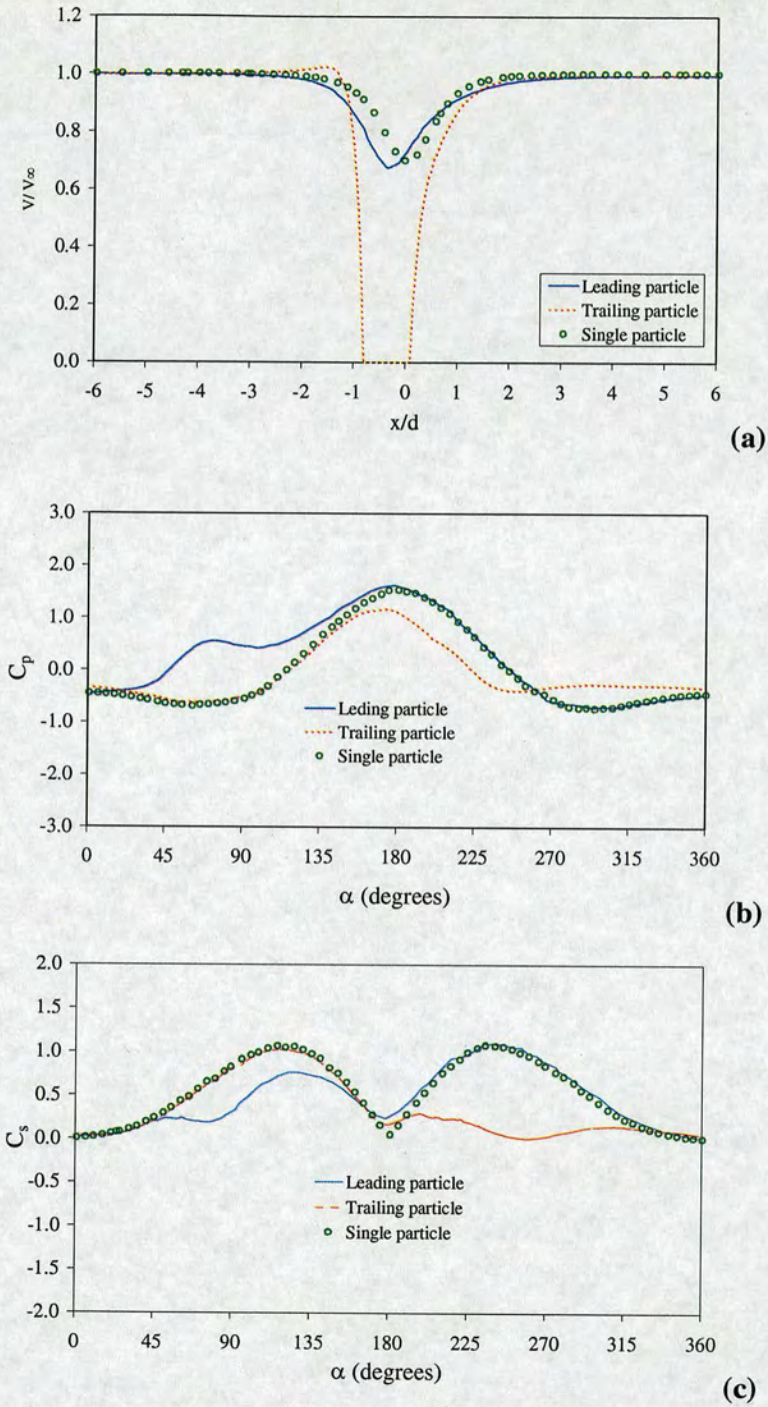 1.2
1.0
0.8
0.6
0.4
0.2
0.0
v/v∞
-6 -5 -4 -3 -2 -1 0 1 2 3 4 5 6
x/d
Leading particle
Trailing particle
Single particle
(a)
3.0
2.0
1.0
0.0
-1.0
-2.0
-3.0
Cp
0 45 90 135 180 225 270 315 360
α (degrees)
Leding particle
Trailing particle
Single particle
(b)
2.0
1.5
1.0
0.5
0.0
-0.5
-1.0
-1.5
-2.0
Cs
0 45 90 135 180 225 270 315 360
α (degrees)
Leading particle
Trailing particle
Single particle
(c)